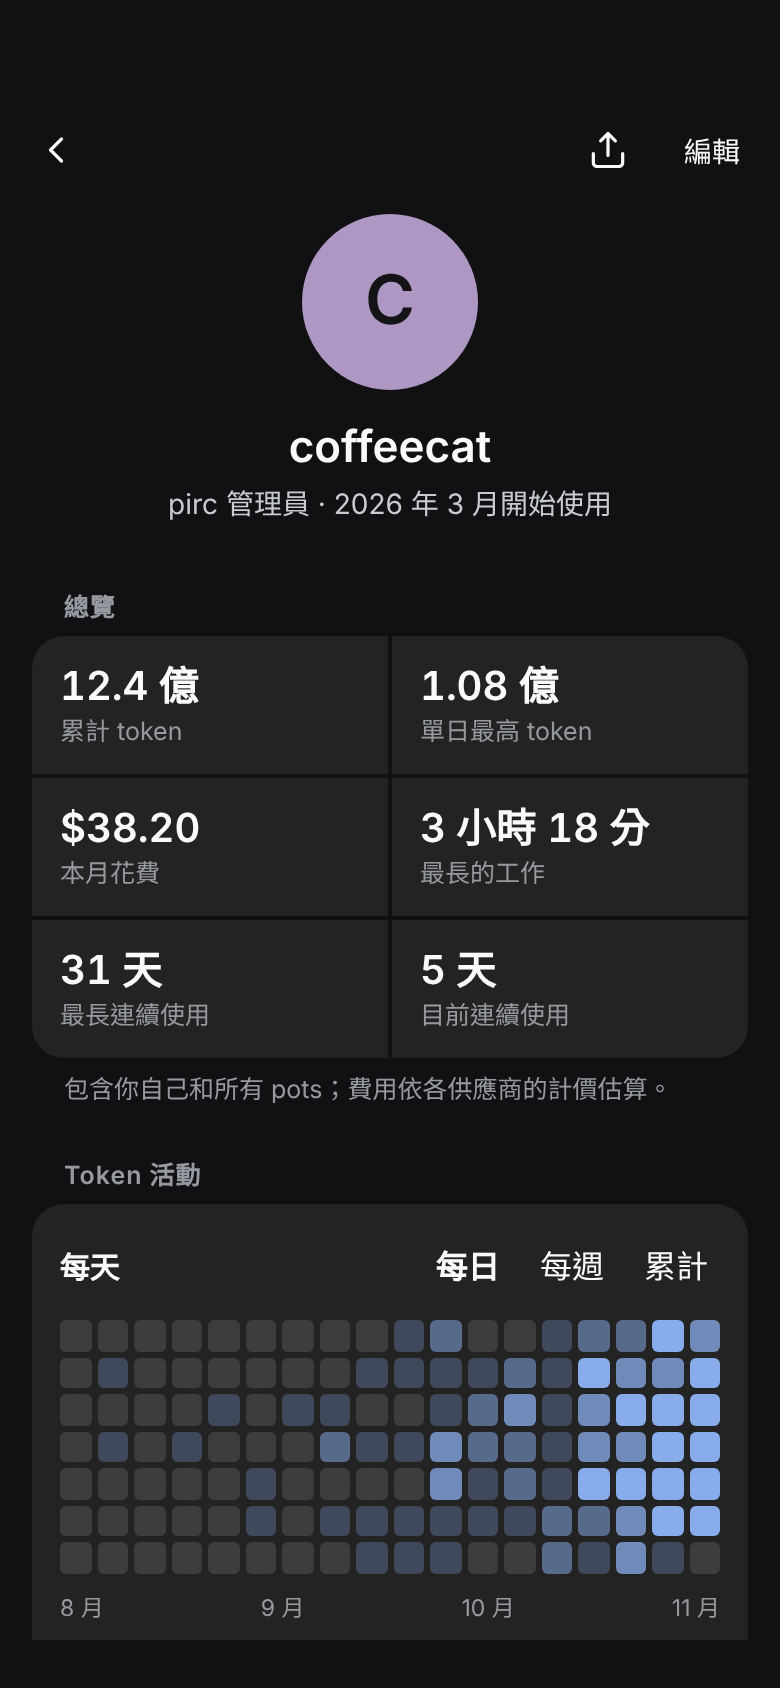 編輯
C
coffeecat
pirc 管理員 · 2026 年 3 月開始使用
總覽
12.4 億
累計 token
1.08 億
單日最高 token
$38.20
本月花費
3 小時 18 分
最長的工作
31 天
最長連續使用
5 天
目前連續使用
包含你自己和所有 pots；費用依各供應商的計價估算。
Token 活動
每天
每日
每週
累計
8 月
9 月
10 月
11 月